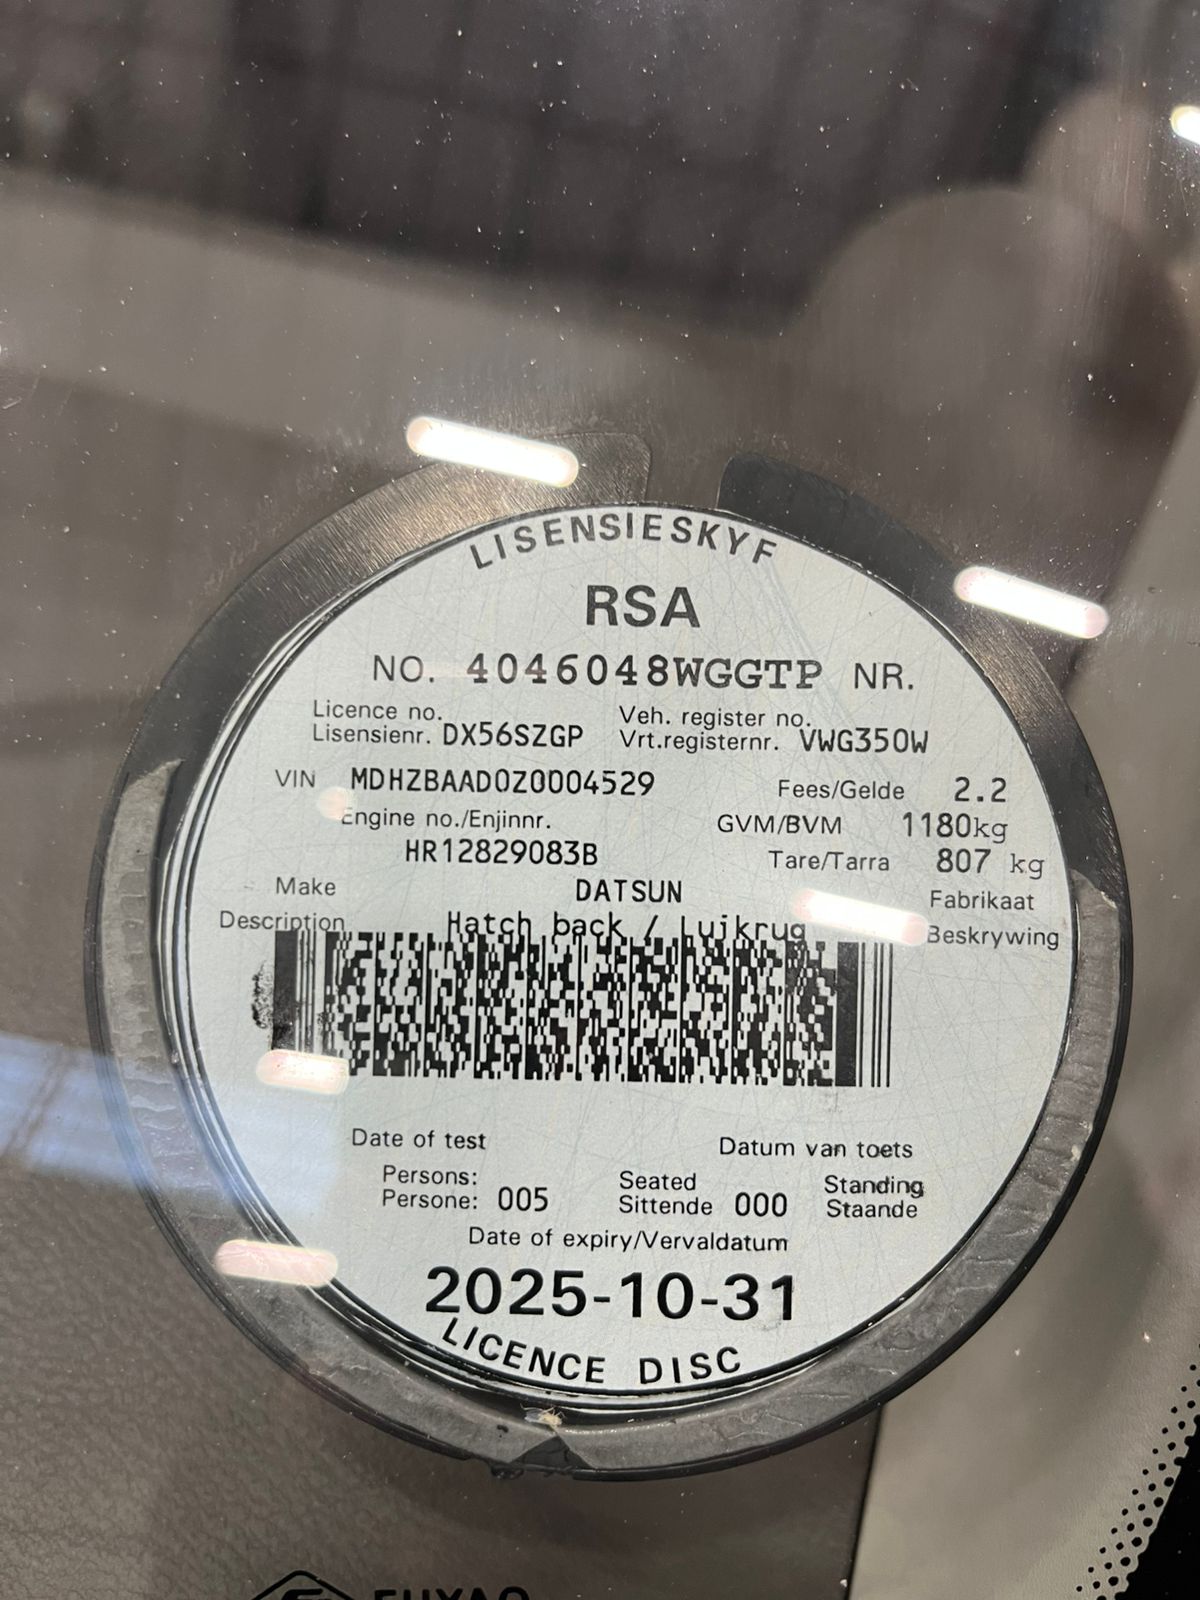 LISENSIESKYF
RSA
NO. 4046048WGGTP NR.
Licence no. Veh. register no.
Lisensienr. DX56SZGP Vrt.registernr. VWG350W
VIN MDHZBAAD0Z0004529 Fees/Gelde 2.2
Engine no./Enjinnr. GVM/BVM 1180kg
HR12829083B Tare/Tarra 807 kg
Make DATSUN Fabrikaat
Description Hatch back / Luikrug Beskrywing
Date of test Datum van toets
Persons: Seated Standing
Persone: 005 Sittende 000 Staande
Date of expiry/Vervaldatum
2025-10-31
LICENCE DISC
FUYAO